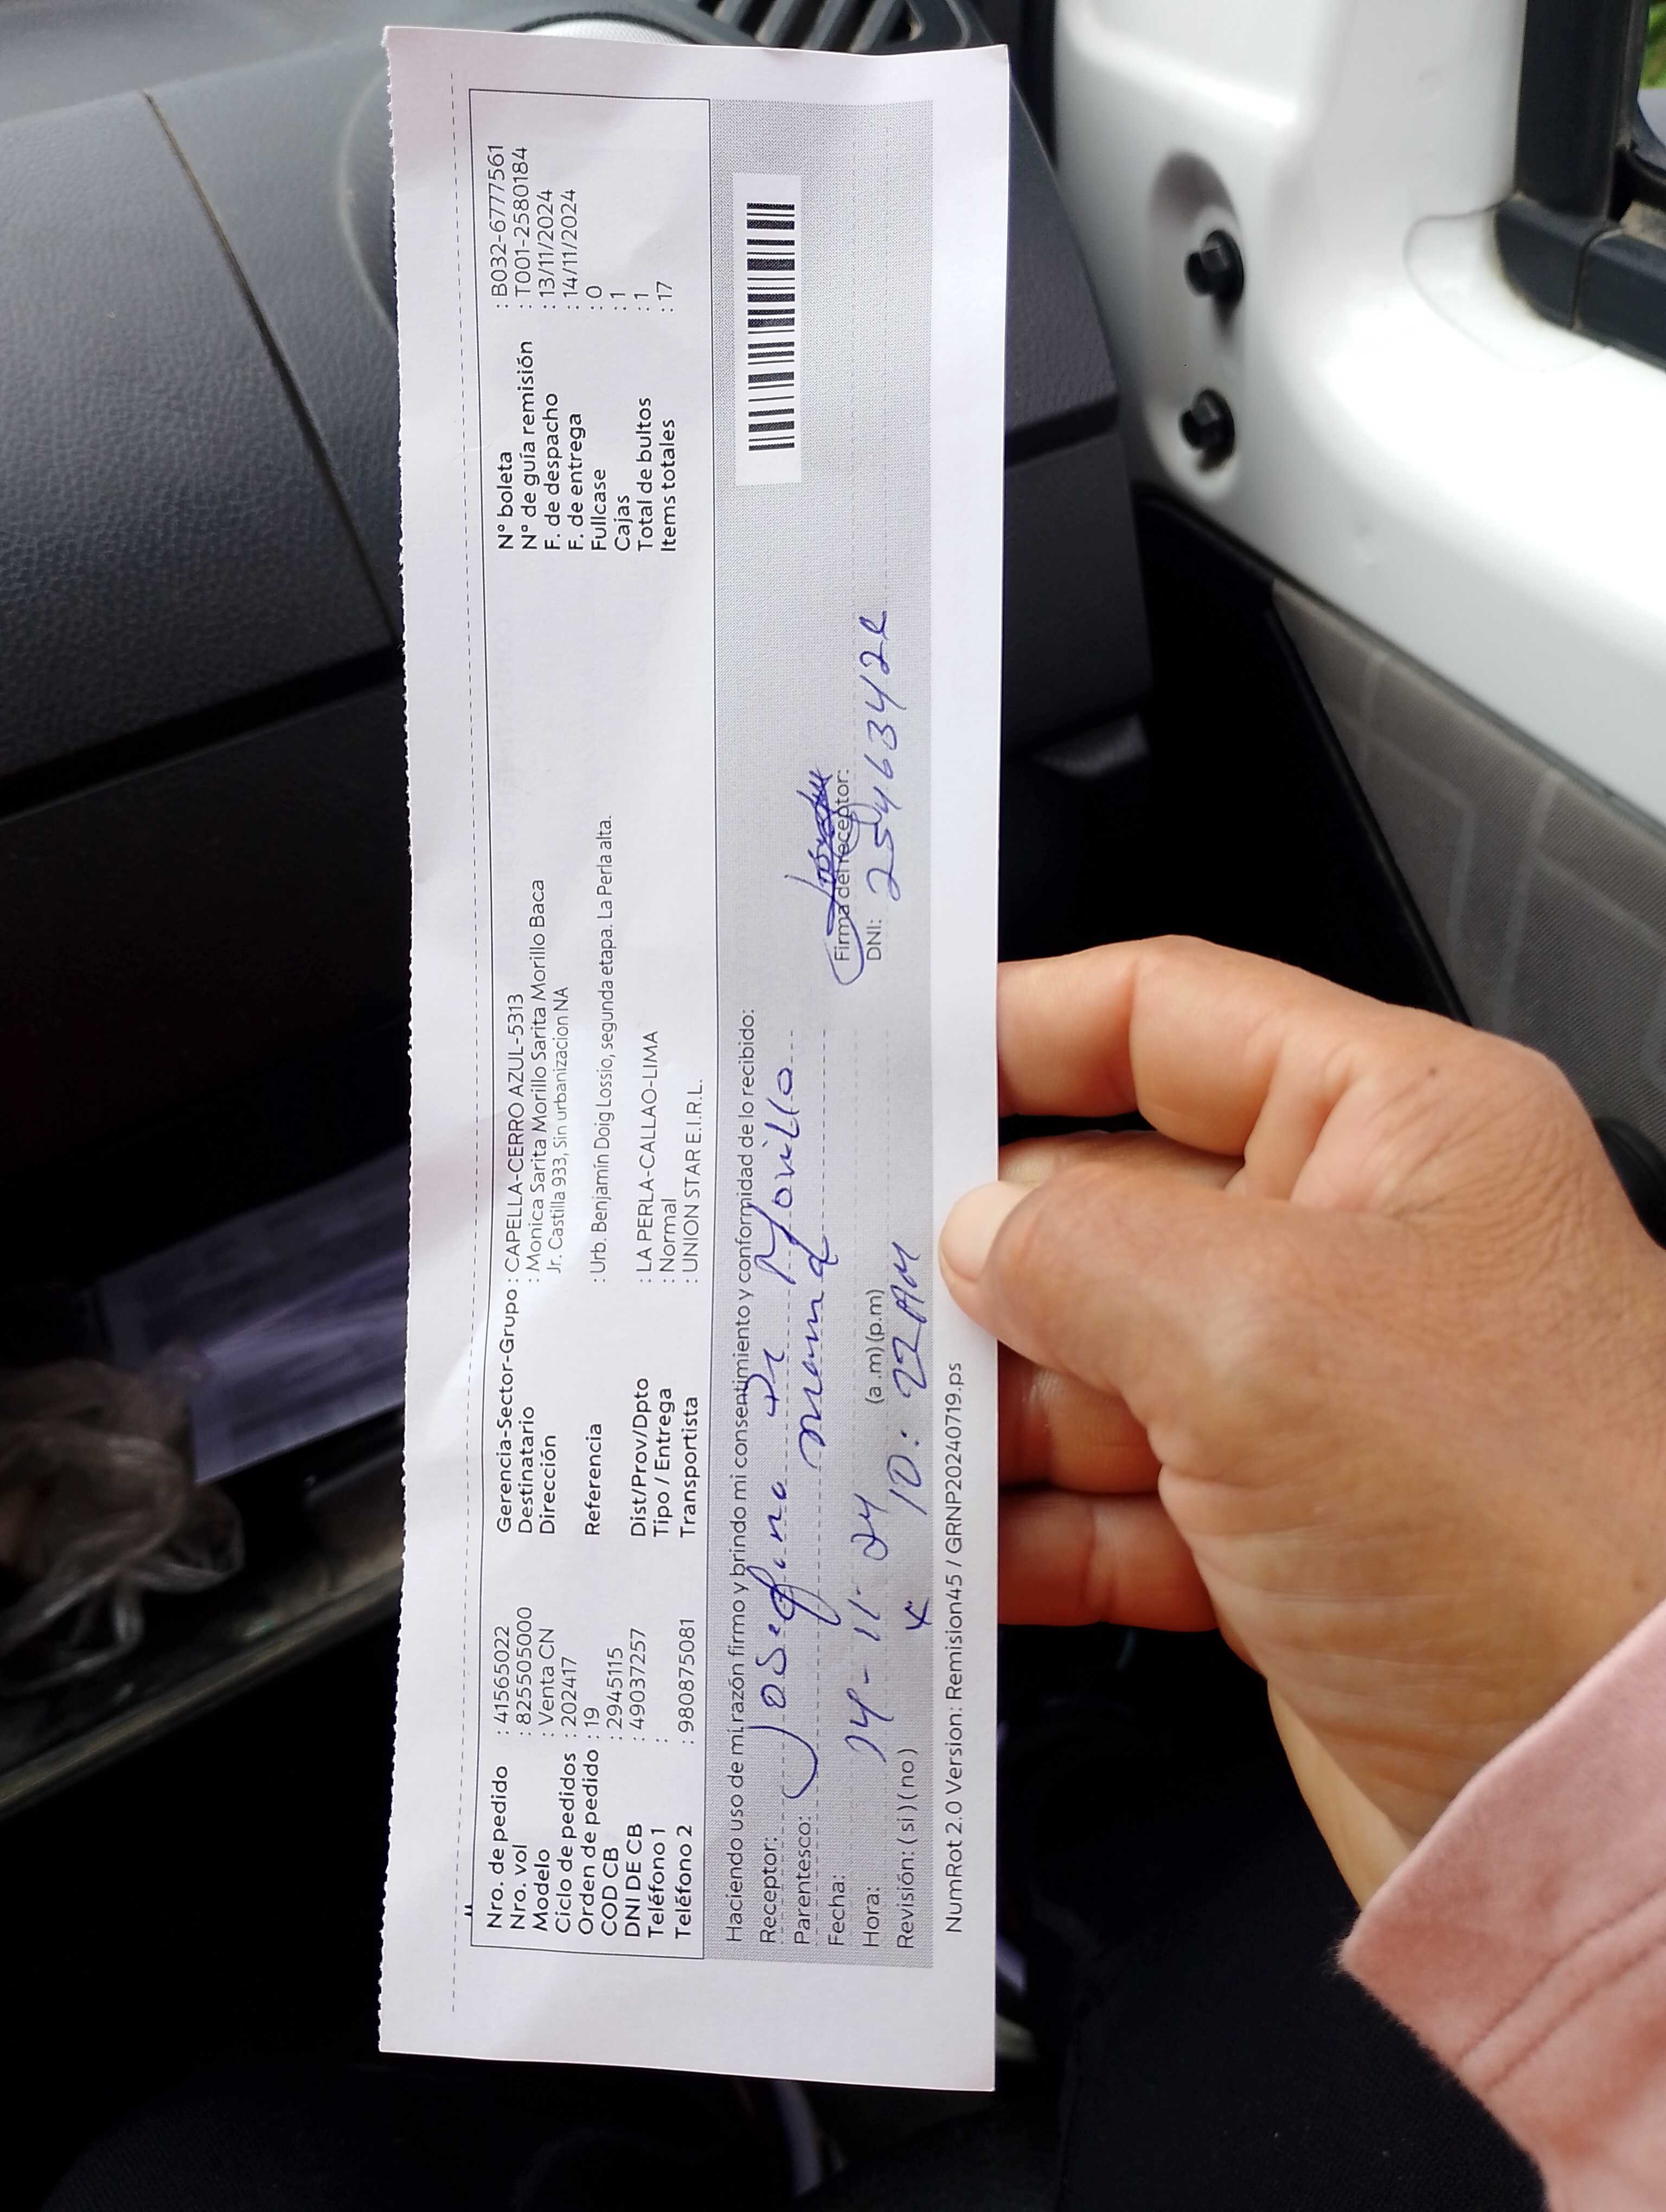 Nro. de pedido : 41565022
Nro. vol : 825505000
Modelo : Venta CN
Ciclo de pedidos : 202417
Orden de pedido : 19
COD CB : 2945115
DNI DE CB : 49037257
Teléfono 1 :
Teléfono 2 : 980875081
Gerencia-Sector-Grupo : CAPELLA-CERRO AZUL-5313
Destinatario : Monica Sarita Morillo Sarita Morillo Sarita Morillo Baca
Dirección Jr. Castilla 933, Sin urbanizacion NA
Referencia : Urb. Benjamín Doig Lossio, segunda etapa. La Perla alta.
Dist/Prov/Dpto : LA PERLA-CALLAO-LIMA
Tipo / Entrega : Normal
Transportista : UNION STAR E.I.R.L.
N° boleta : B032-6777561
N° de guía remisión : T001-2580184
F. de despacho : 13/11/2024
F. de entrega : 14/11/2024
Fullcase : 0
Cajas : 1
Total de bultos : 1
Items totales : 17
Haciendo uso de mi razón firmo y brindo mi consentimiento y conformidad de lo recibido:
Receptor: Josefina de Morillo
Parentesco: mamá
Fecha: 14-11-24
Hora: (a.m) (p.m) 10:22 AM
Revisión: (si) (no)
Firma del receptor:
DNI: 25463422
NumRot 2.0 Version: Remision45 / GRNP20240719.ps